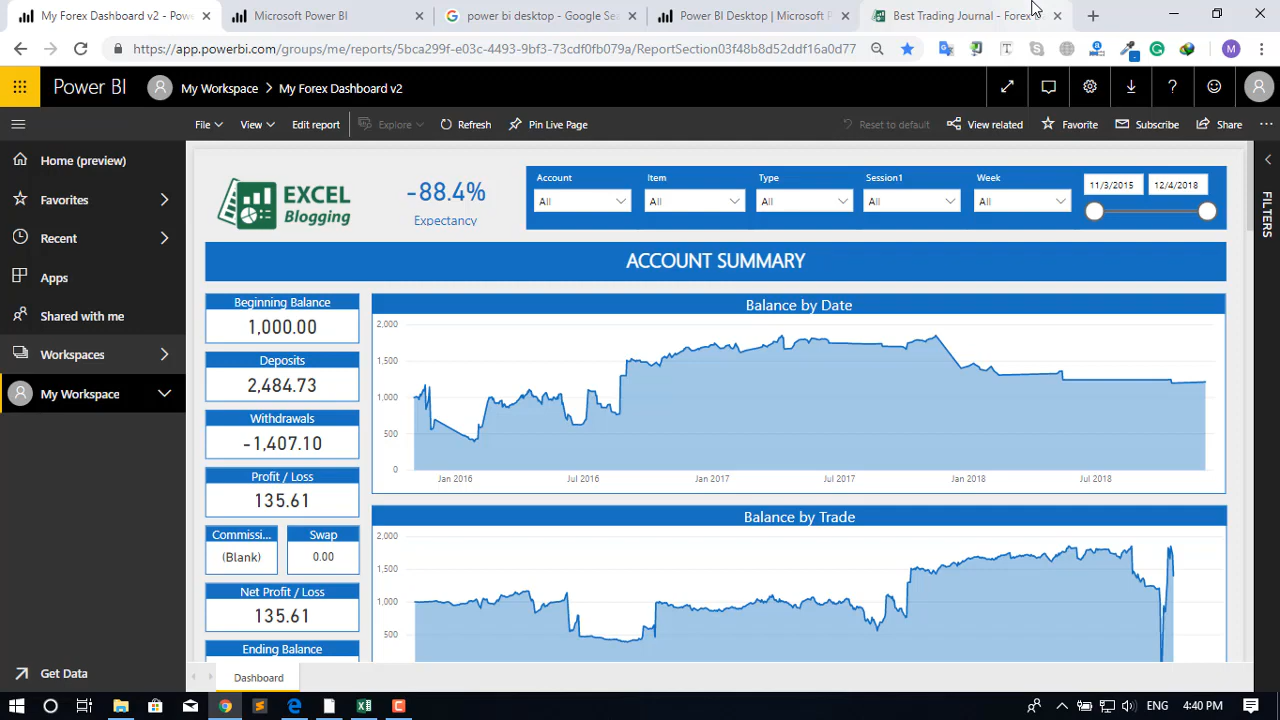 My Forex Dashboard v2 - Powe
Microsoft Power BI
power bi desktop - Google Se
Power BI Desktop | Microsoft P
Best Trading Journal - Forex
https://app.powerbi.com/groups/me/reports/5bca299f-e03c-4493-9bf3-73cdf0fb079a/ReportSection03f48b8d52ddf16a0d77
M
Power BI
My Workspace > My Forex Dashboard v2
File
View
Edit report
Explore
Refresh
Pin Live Page
Reset to default
View related
Favorite
Subscribe
Share
Home (preview)
Favorites
Recent
Apps
Shared with me
Workspaces
My Workspace
Get Data
EXCEL
Blogging
-88.4%
Expectancy
Account
All
Item
All
Type
All
Session1
All
Week
All
11/3/2015
12/4/2018
FILTERS
ACCOUNT SUMMARY
Beginning Balance
1,000.00
Deposits
2,484.73
Withdrawals
-1,407.10
Profit / Loss
135.61
Commissi...
(Blank)
Swap
0.00
Net Profit / Loss
135.61
Ending Balance
Balance by Date
2,000
1,500
1,000
500
0
Jan 2016
Jul 2016
Jan 2017
Jul 2017
Jan 2018
Jul 2018
Balance by Trade
2,000
1,500
1,000
500
Dashboard
ENG
4:40 PM